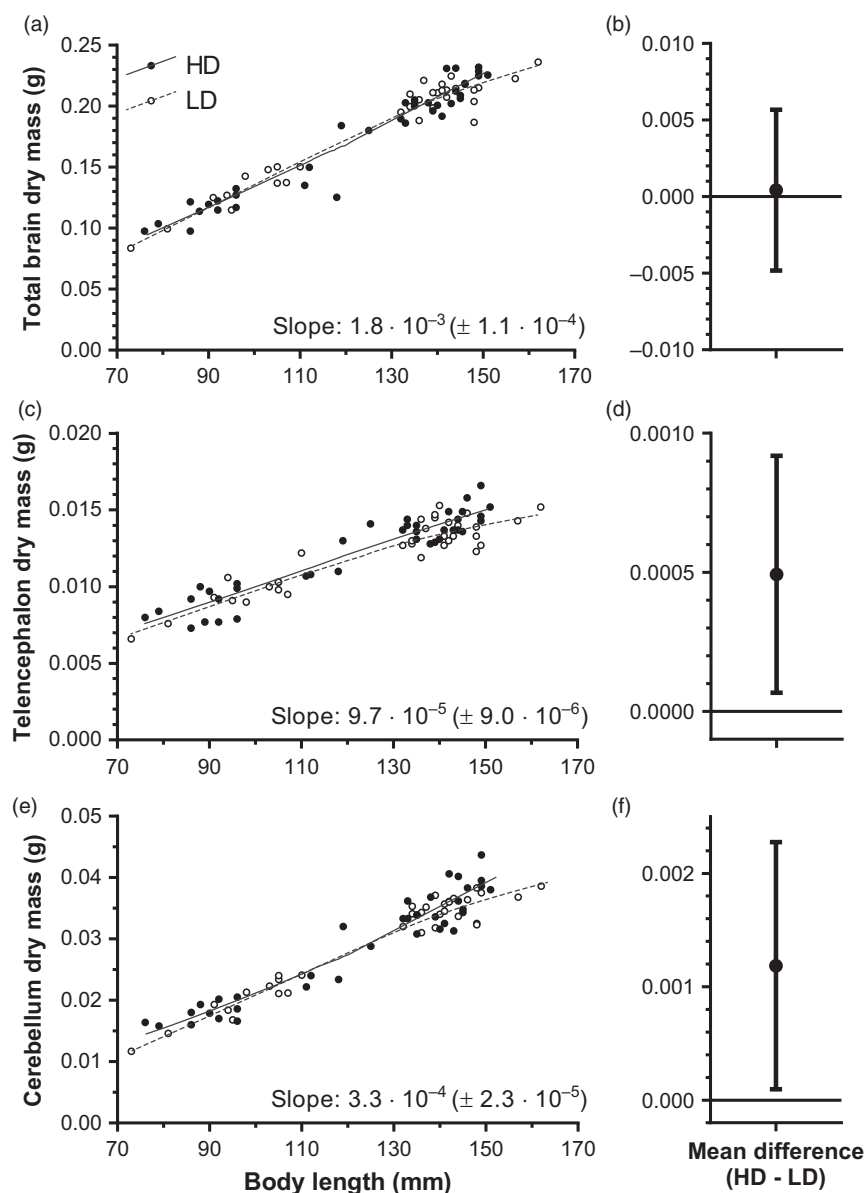 (a)
(b)
Total brain dry mass (g)
0.25
0.20
0.15
0.10
0.05
0.00
HD
LD
Slope: 1.8 · 10⁻³ (± 1.1 · 10⁻⁴)
70 90 110 130 150 170
0.010
0.005
0.000
−0.005
−0.010
(c)
(d)
Telencephalon dry mass (g)
0.020
0.015
0.010
0.005
0.000
Slope: 9.7 · 10⁻⁵ (± 9.0 · 10⁻⁶)
70 90 110 130 150 170
0.0010
0.0005
0.0000
(e)
(f)
Cerebellum dry mass (g)
0.05
0.04
0.03
0.02
0.01
0.00
Slope: 3.3 · 10⁻⁴ (± 2.3 · 10⁻⁵)
70 90 110 130 150 170
Body length (mm)
0.002
0.001
0.000
Mean difference
(HD - LD)